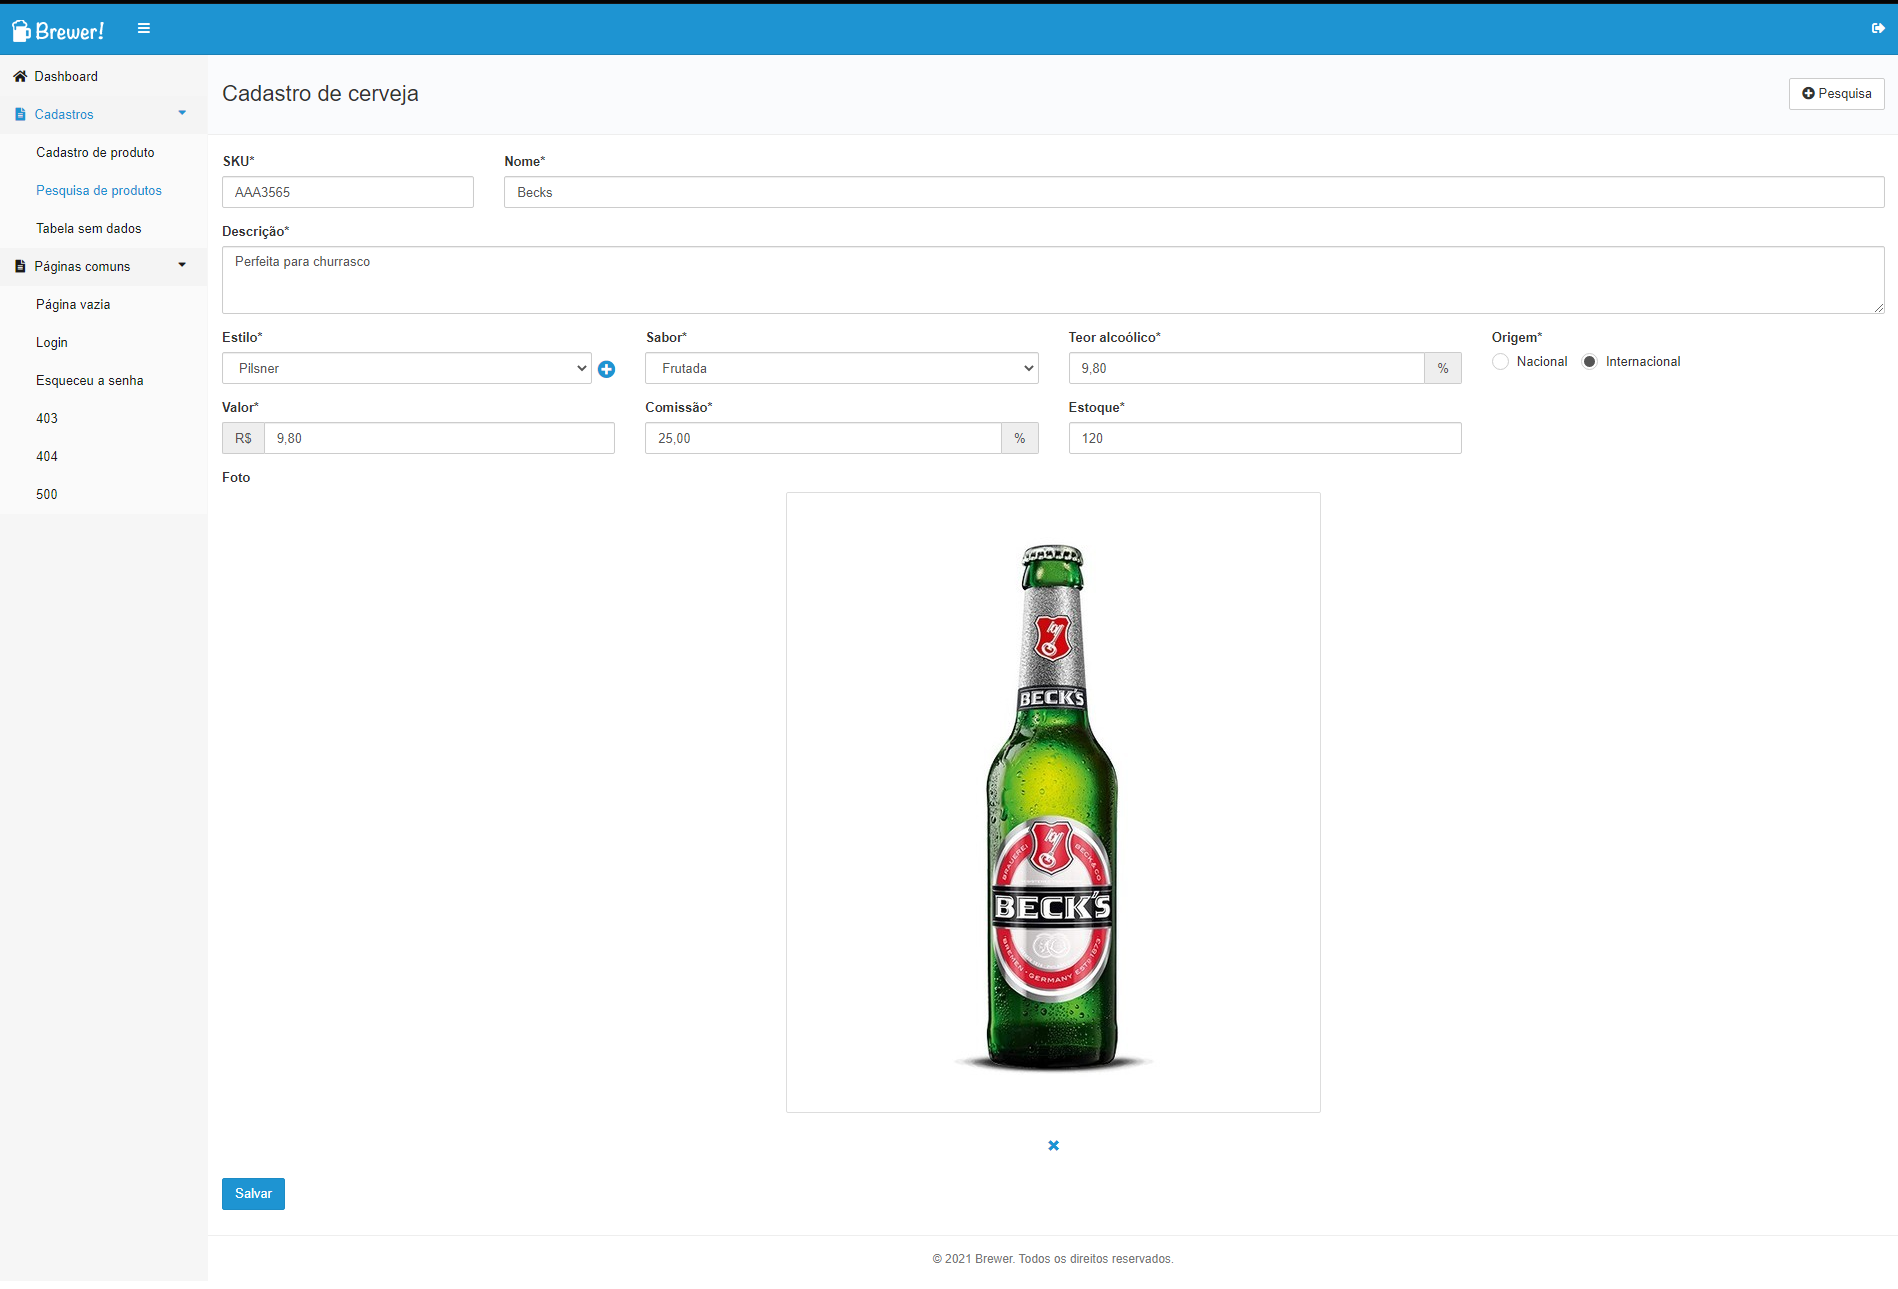 Brewer!
Dashboard
Cadastros
Cadastro de produto
Pesquisa de produtos
Tabela sem dados
Páginas comuns
Página vazia
Login
Esqueceu a senha
403
404
500
Cadastro de cerveja
Pesquisa
SKU* Nome*
AAA3565 Becks
Descrição*
Perfeita para churrasco
Estilo* Sabor* Teor alcoólico* Origem*
Pilsner Frutada 9,80 % Nacional Internacional
Valor* Comissão* Estoque*
R$ 9,80 25,00 % 120
Foto
BECK'S
BRAUEREI BECK & CO
BECK'S
BREMEN · GERMANY ESTD 1873
Salvar
© 2021 Brewer. Todos os direitos reservados.